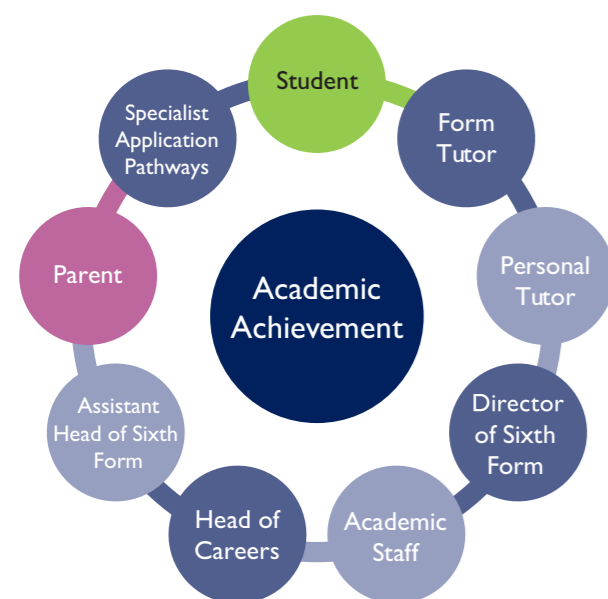 Student
Form
Tutor
Personal
Tutor
Director
of Sixth
Form
Academic
Staff
Head of
Careers
Assistant
Head of Sixth
Form
Parent
Specialist
Application
Pathways
Academic
Achievement